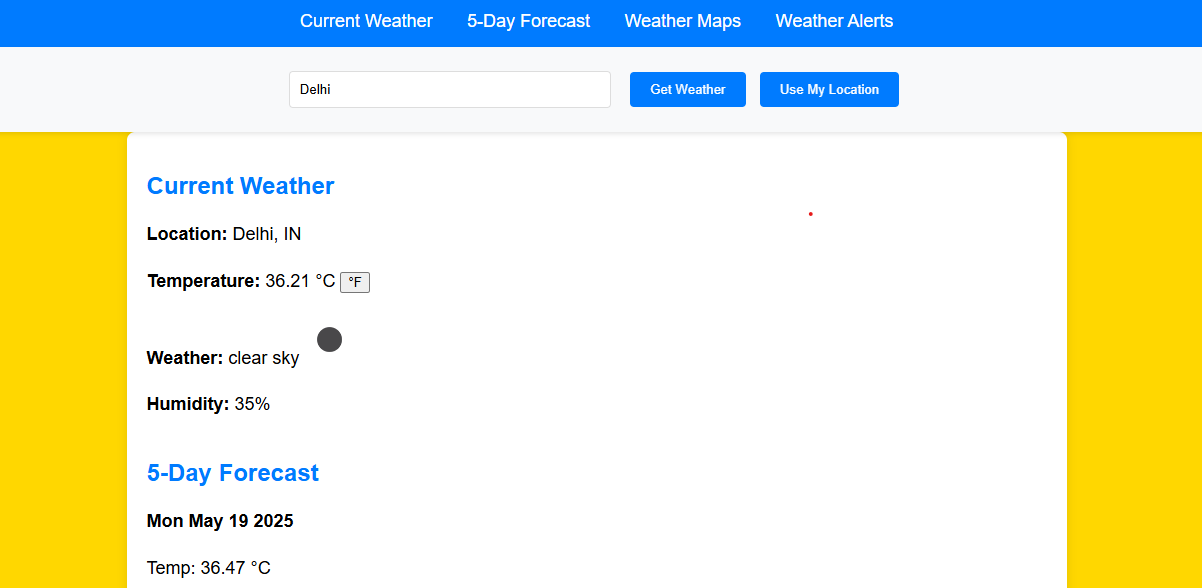 Current Weather 5-Day Forecast Weather Maps Weather Alerts
Delhi Get Weather Use My Location
Current Weather
Location: Delhi, IN
Temperature: 36.21 °C °F
Weather: clear sky
Humidity: 35%
5-Day Forecast
Mon May 19 2025
Temp: 36.47 °C